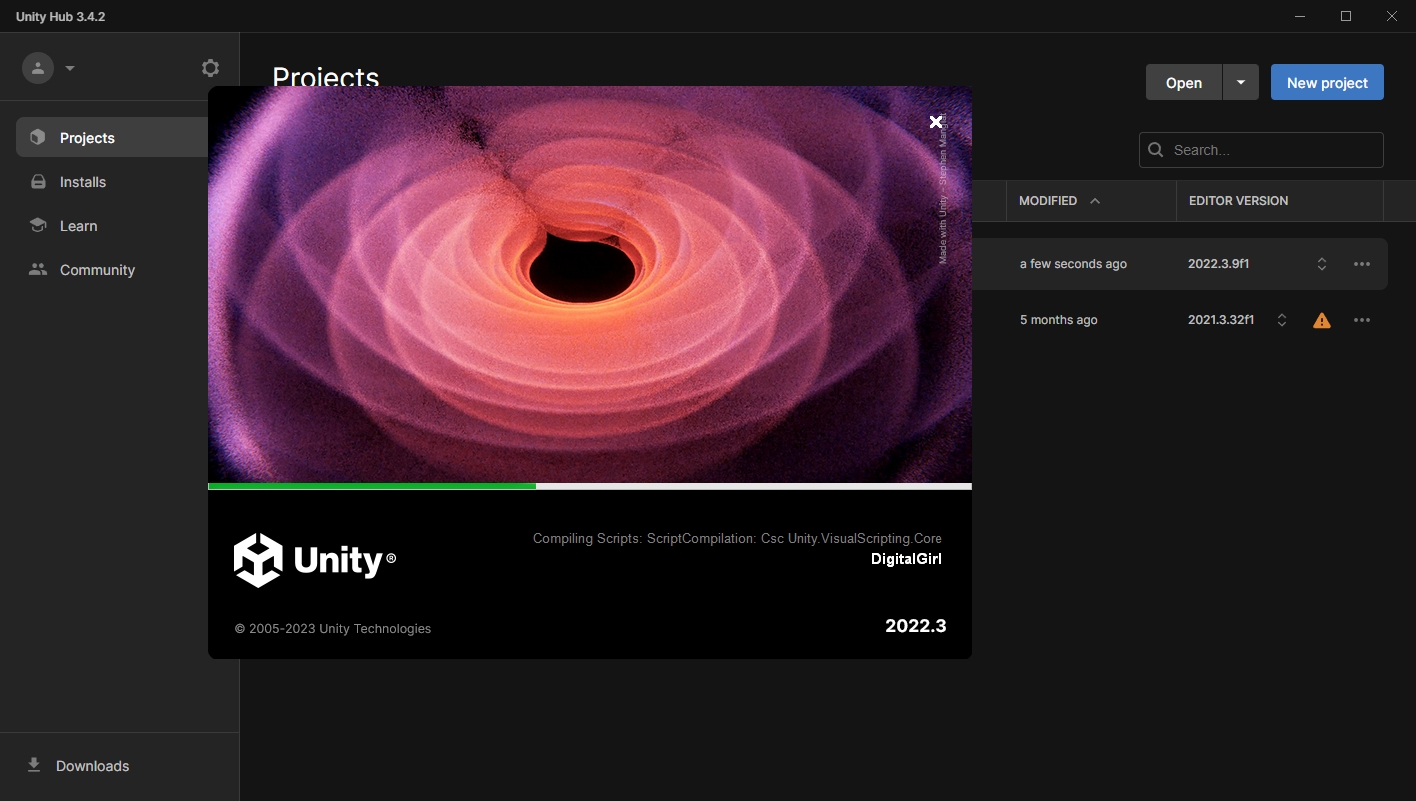 Unity Hub 3.4.2
Projects
Open
New project
Projects
Installs
Learn
Community
Search...
MODIFIED
EDITOR VERSION
a few seconds ago
2022.3.9f1
5 months ago
2021.3.32f1
Made with Unity - Stephen
Compiling Scripts: ScriptCompilation: Csc Unity.VisualScripting.Core
DigitalGirl
Unity®
© 2005-2023 Unity Technologies
2022.3
Downloads